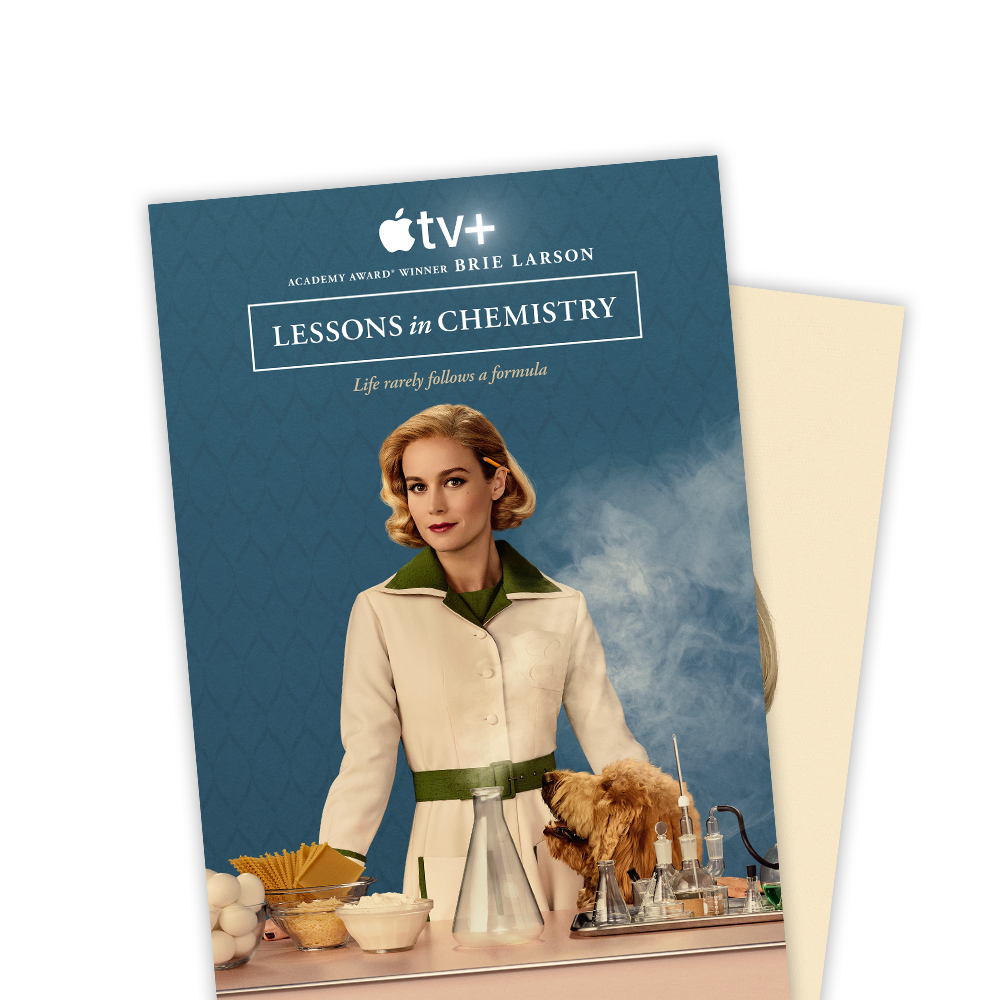 tv+
ACADEMY AWARD® WINNER BRIE LARSON
LESSONS in CHEMISTRY
Life rarely follows a formula